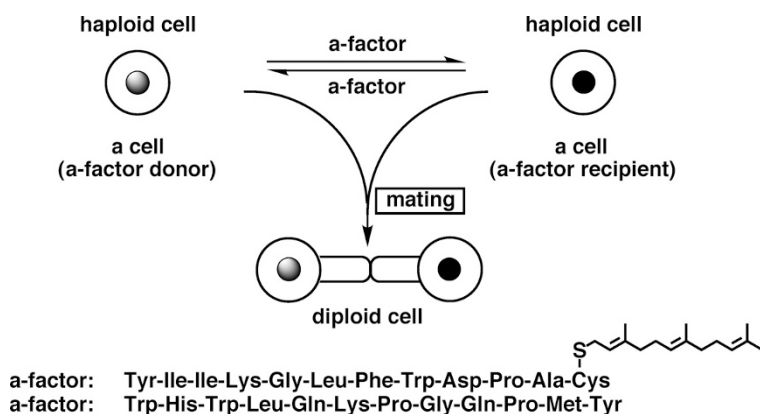 haploid cell
haploid cell
a-factor
a-factor
a cell
(a-factor donor)
a cell
(a-factor recipient)
mating
diploid cell
S
a-factor: Tyr-Ile-Ile-Lys-Gly-Leu-Phe-Trp-Asp-Pro-Ala-Cys
a-factor: Trp-His-Trp-Leu-Gln-Lys-Pro-Gly-Gln-Pro-Met-Tyr